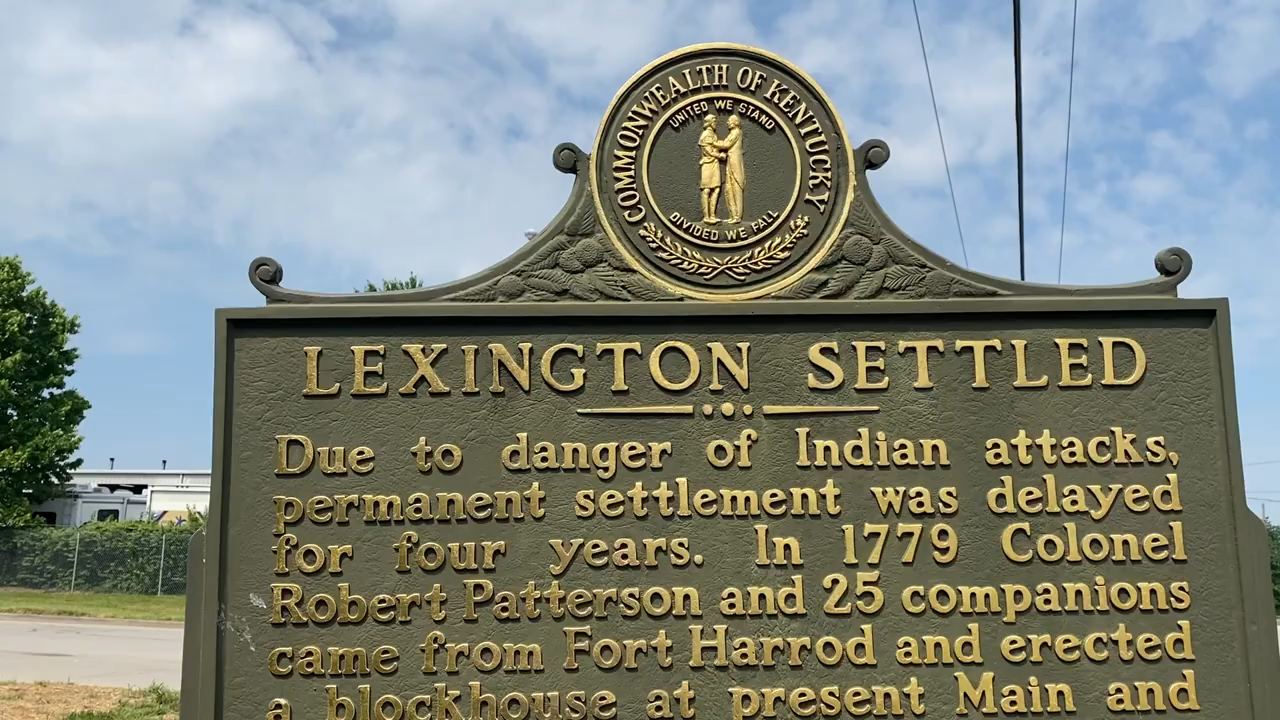 COMMONWEALTH OF KENTUCKY
UNITED WE STAND
DIVIDED WE FALL
LEXINGTON SETTLED
Due to danger of Indian attacks,
permanent settlement was delayed
for four years. In 1779 Colonel
Robert Patterson and 25 companions
came from Fort Harrod and erected
a blockhouse at present Main and